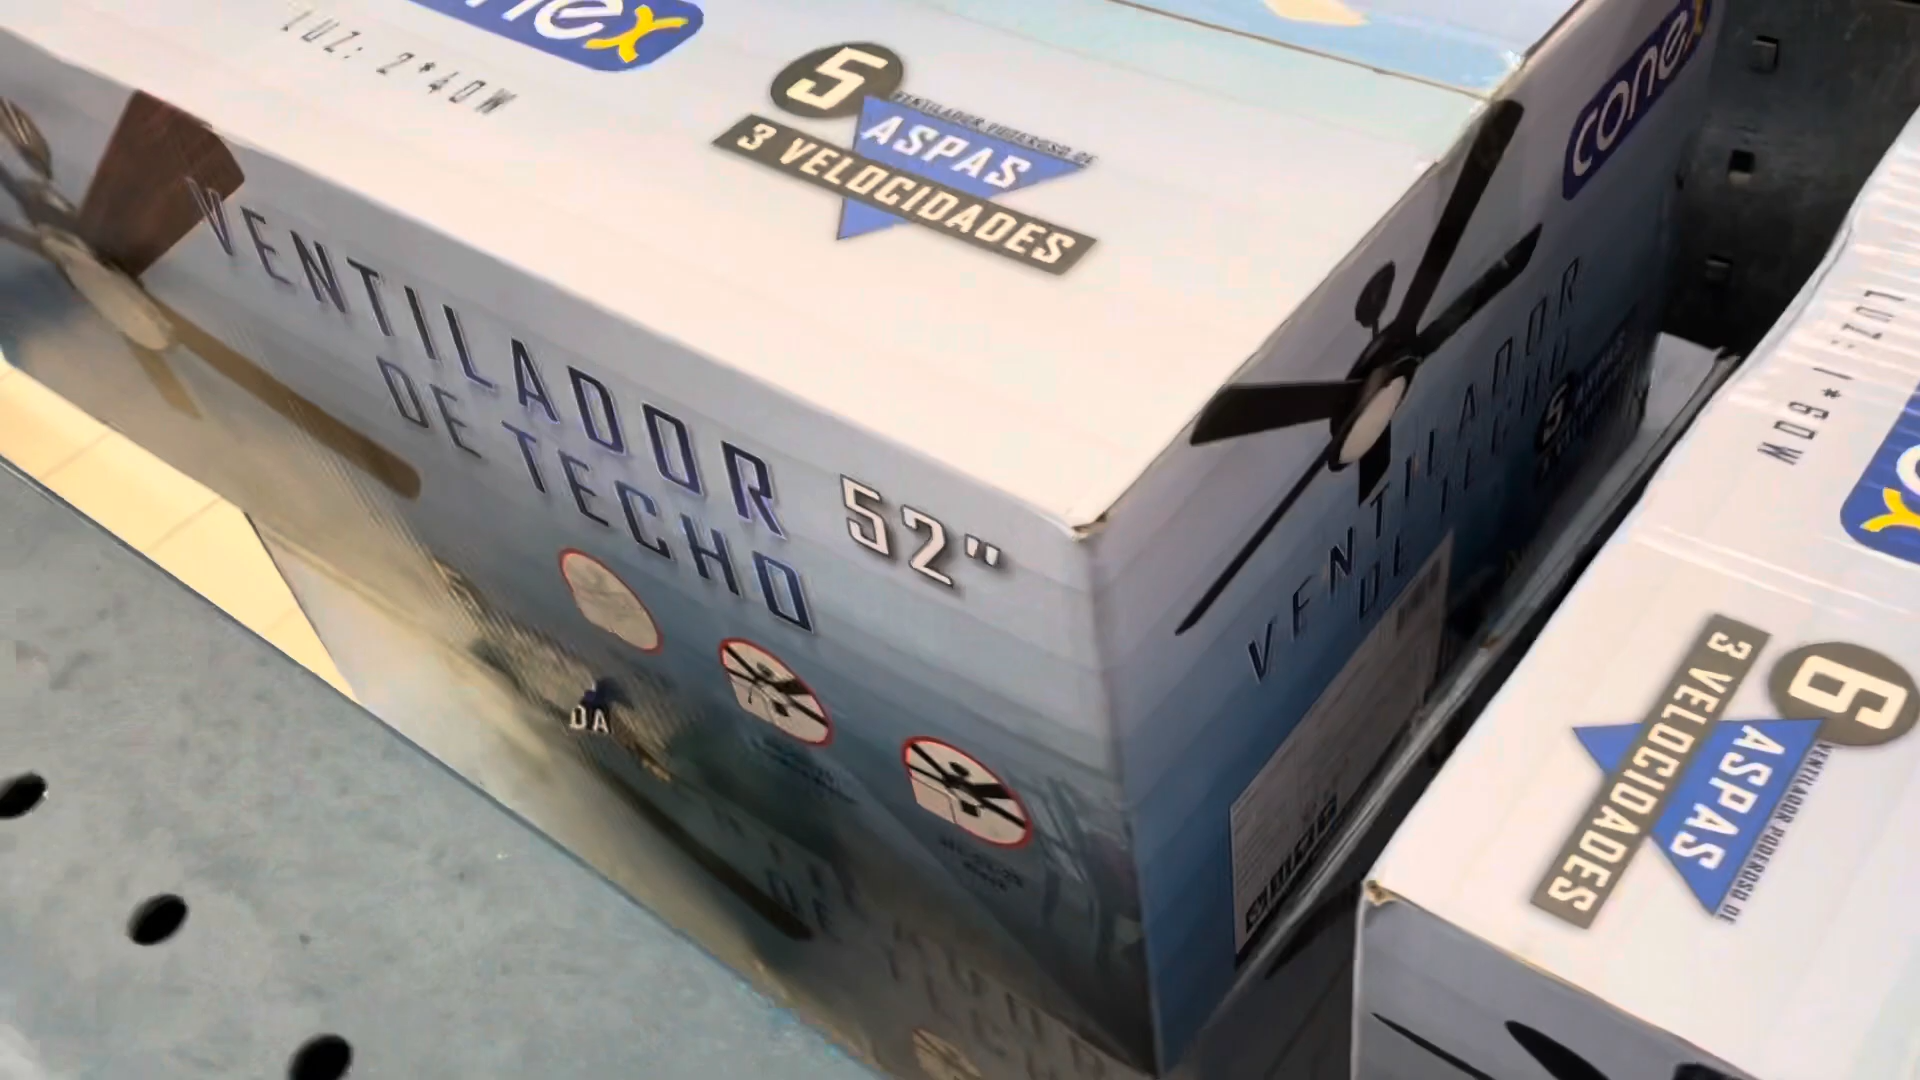 conex
LUZ: 2*40W
5
VENTILADOR PODEROSO DE
ASPAS
3 VELOCIDADES
VENTILADOR
DE TECHO
52"
conex
VENTILADOR
DE TECHO
5
LUZ: 1*60W
6
VENTILADOR PODEROSO DE
ASPAS
3 VELOCIDADES